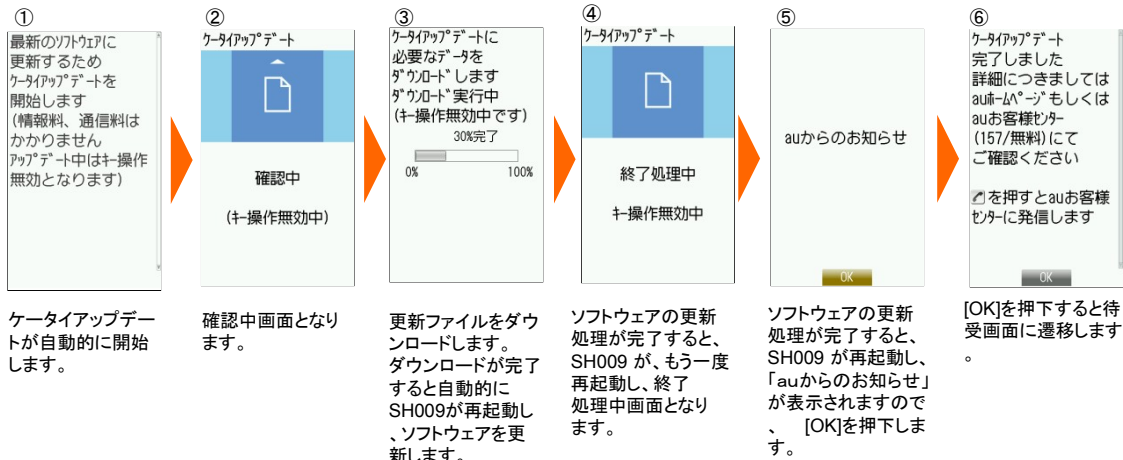 ①
最新のソフトウェアに
更新するため
ケータイアップデートを
開始します
(情報料、通信料は
かかりません
アップデート中はキー操作
無効となります)
ケータイアップデー
トが自動的に開始
します。
②
ケータイアップデート
確認中
(キー操作無効中)
確認中画面となり
ます。
③
ケータイアップデートに
必要なデータを
ダウンロードします
ダウンロード実行中
(キー操作無効中です)
30%完了
0% 100%
更新ファイルをダウ
ンロードします。
ダウンロードが完了
すると自動的に
SH009が再起動し
、ソフトウェアを更
新します。
④
ケータイアップデート
終了処理中
キー操作無効中
ソフトウェアの更新
処理が完了すると、
SH009 が、もう一度
再起動し、終了
処理中画面となり
ます。
⑤
auからのお知らせ
OK
ソフトウェアの更新
処理が完了すると、
SH009 が再起動し、
「auからのお知らせ」
が表示されますので
、 [OK]を押下しま
す。
⑥
ケータイアップデート
完了しました
詳細につきましては
auホームページもしくは
auお客様センター
(157/無料)にて
ご確認ください
を押すとauお客様
センターに発信します
OK
[OK]を押下すると待
受画面に遷移します
。